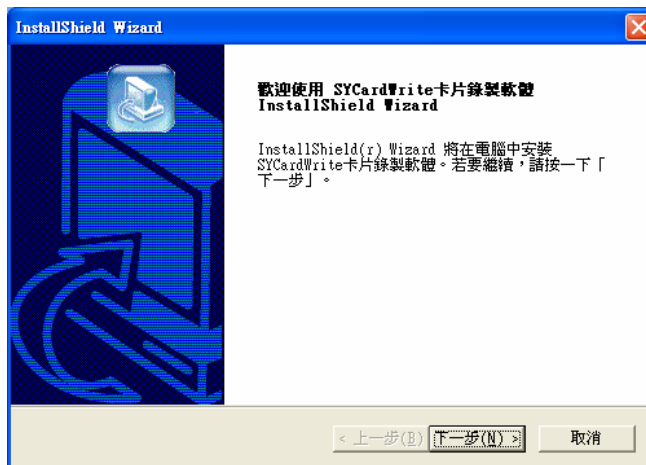 InstallShield Wizard
歡迎使用 SYCardWrite卡片錄製軟體
InstallShield Wizard
InstallShield(r) Wizard 將在電腦中安裝
SYCardWrite卡片錄製軟體。若要繼續，請按一下「
下一步」。
< 上一步(B) 下一步(N) > 取消